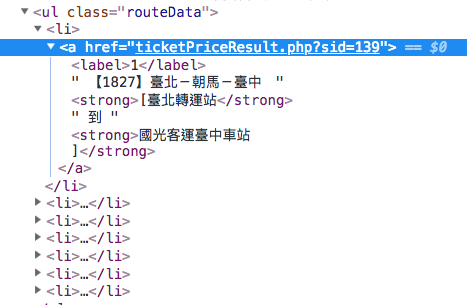 ▼<ul class="routeData">
▼<li>
▼<a href="ticketPriceResult.php?sid=139"> == $0
<label>1</label>
" 【1827】臺北－朝馬－臺中  "
<strong>[臺北轉運站</strong>
" 到 "
<strong>國光客運臺中車站
]</strong>
</a>
</li>
▶<li>…</li>
▶<li>…</li>
▶<li>…</li>
▶<li>…</li>
▶<li>…</li>
▶<li>…</li>